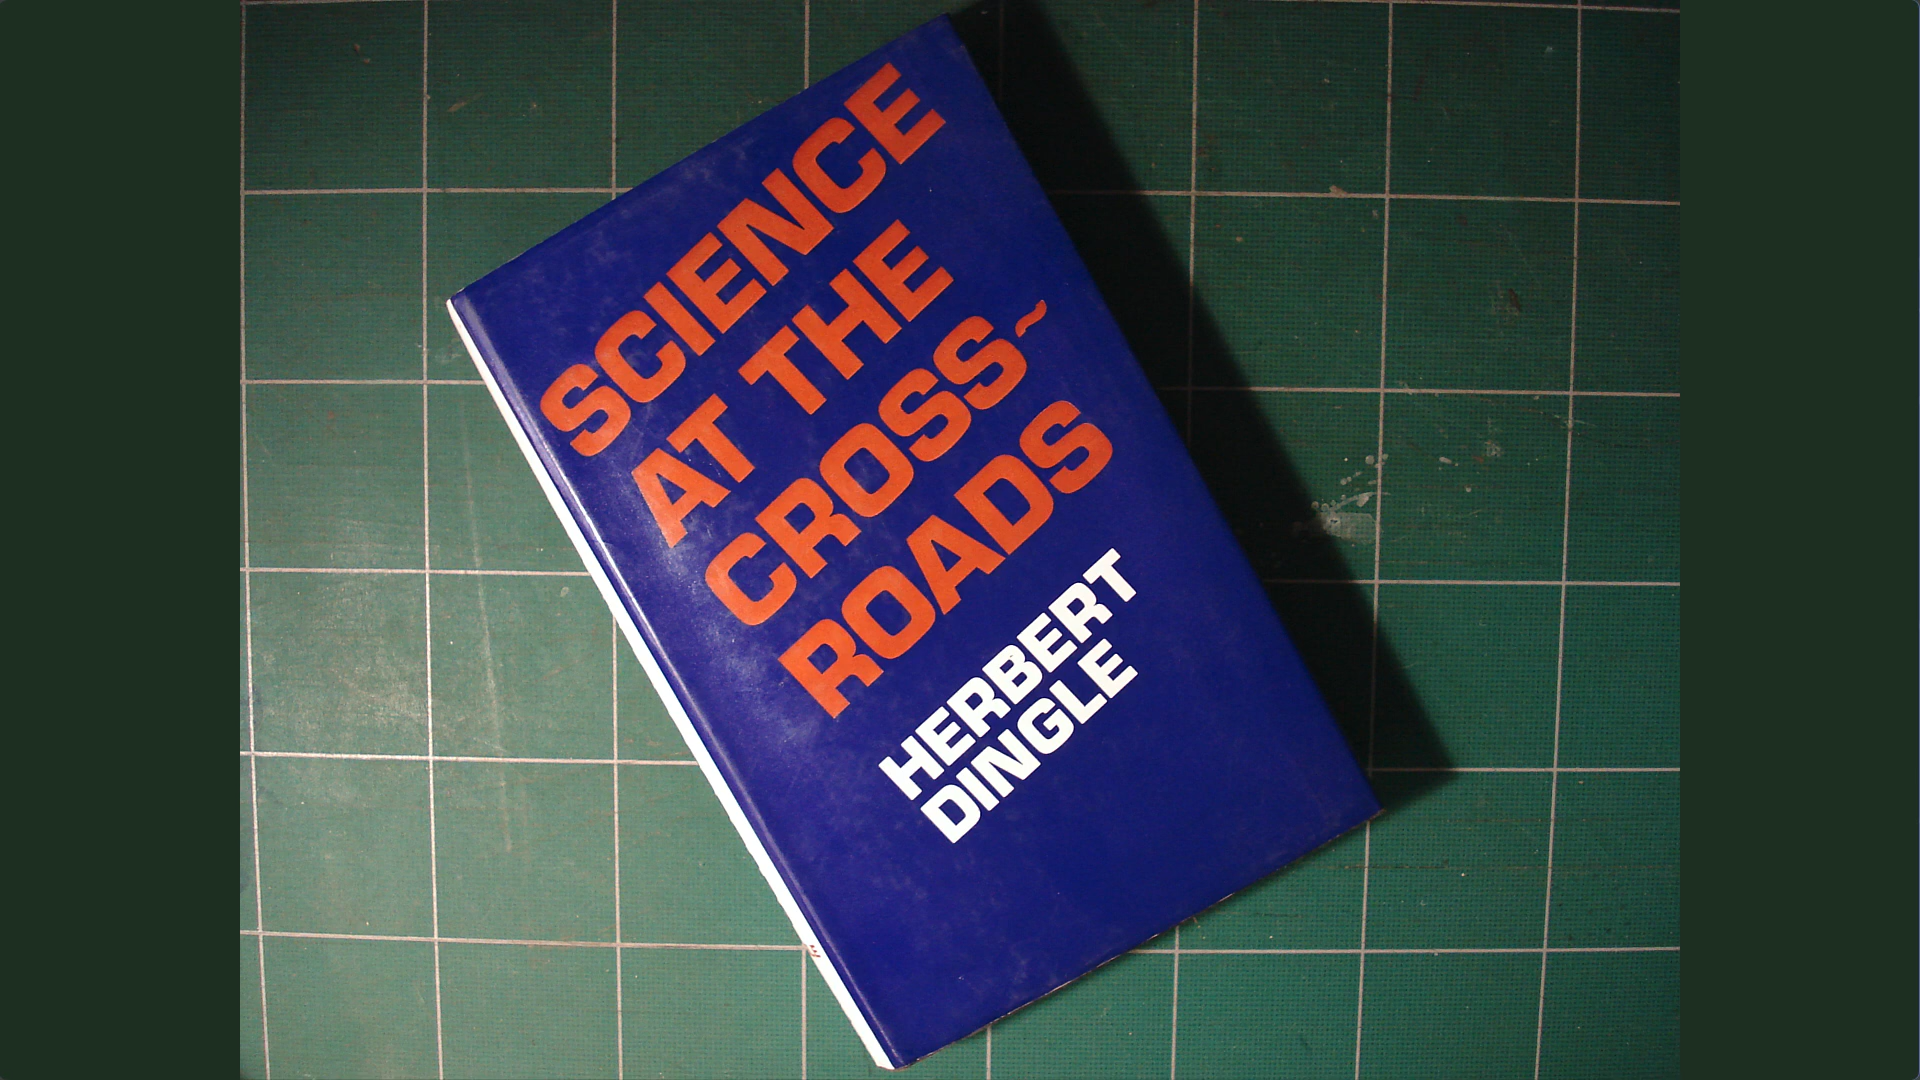 SCIENCE
AT THE
CROSS~
ROADS
HERBERT
DINGLE